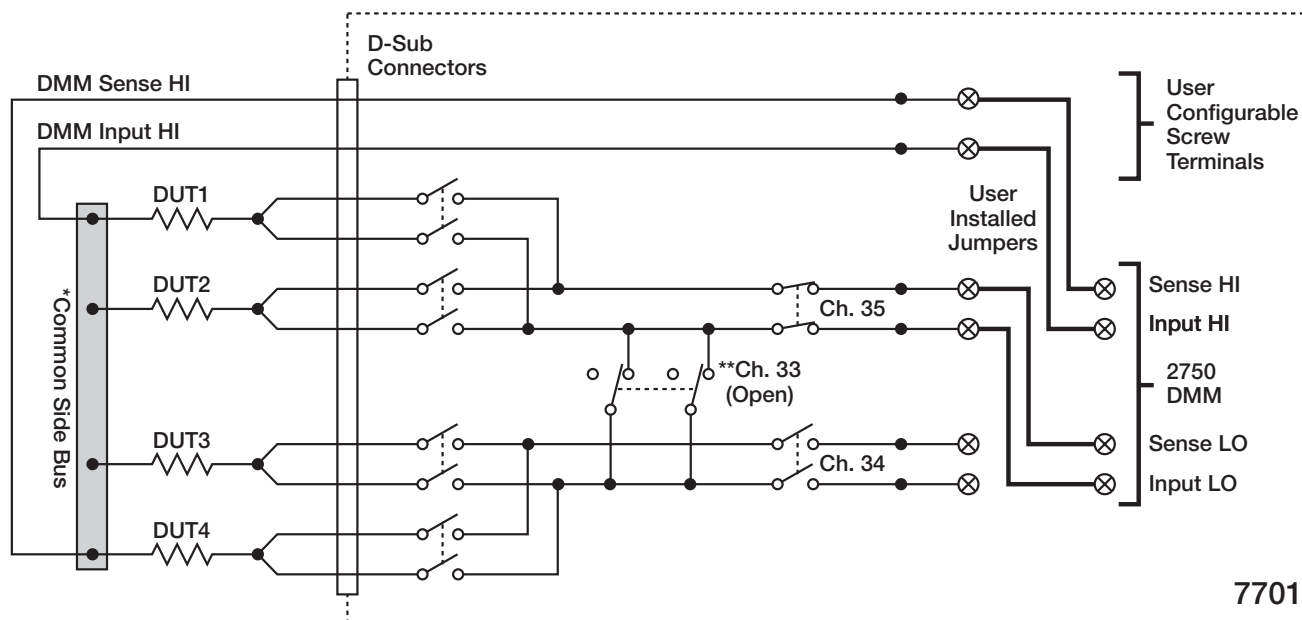 D-Sub
Connectors
DMM Sense HI
DMM Input HI
User
Configurable
Screw
Terminals
DUT1
User
Installed
Jumpers
DUT2
*Common Side Bus
Ch. 35
Sense HI
Input HI
**Ch. 33
(Open)
2750
DMM
DUT3
Ch. 34
Sense LO
Input LO
DUT4
7701